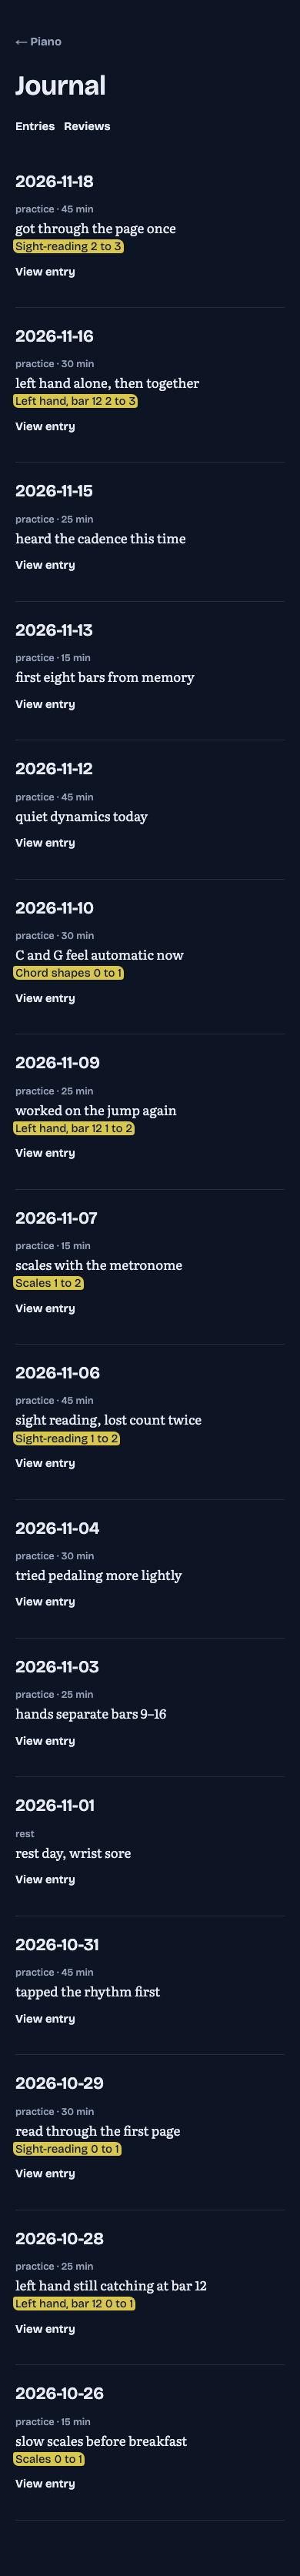 ← Piano
Journal
Entries Reviews
2026-11-18
practice · 45 min
got through the page once
Sight-reading 2 to 3
View entry
2026-11-16
practice · 30 min
left hand alone, then together
Left hand, bar 12 2 to 3
View entry
2026-11-15
practice · 25 min
heard the cadence this time
View entry
2026-11-13
practice · 15 min
first eight bars from memory
View entry
2026-11-12
practice · 45 min
quiet dynamics today
View entry
2026-11-10
practice · 30 min
C and G feel automatic now
Chord shapes 0 to 1
View entry
2026-11-09
practice · 25 min
worked on the jump again
Left hand, bar 12 1 to 2
View entry
2026-11-07
practice · 15 min
scales with the metronome
Scales 1 to 2
View entry
2026-11-06
practice · 45 min
sight reading, lost count twice
Sight-reading 1 to 2
View entry
2026-11-04
practice · 30 min
tried pedaling more lightly
View entry
2026-11-03
practice · 25 min
hands separate bars 9–16
View entry
2026-11-01
rest
rest day, wrist sore
View entry
2026-10-31
practice · 45 min
tapped the rhythm first
View entry
2026-10-29
practice · 30 min
read through the first page
Sight-reading 0 to 1
View entry
2026-10-28
practice · 25 min
left hand still catching at bar 12
Left hand, bar 12 0 to 1
View entry
2026-10-26
practice · 15 min
slow scales before breakfast
Scales 0 to 1
View entry